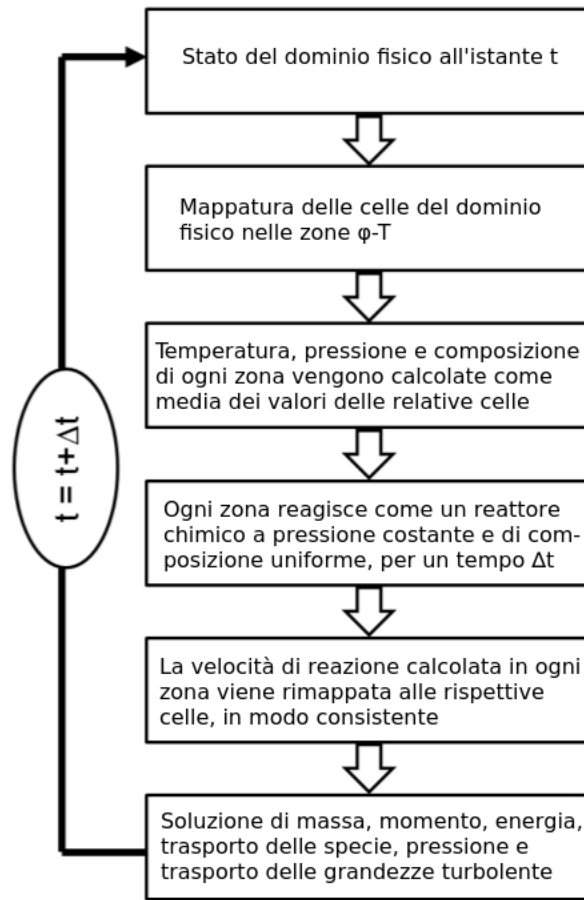 Stato del dominio fisico all'istante t
Mappatura delle celle del dominio
fisico nelle zone φ-T
Temperatura, pressione e composizione
di ogni zona vengono calcolate come
media dei valori delle relative celle
Ogni zona reagisce come un reattore
chimico a pressione costante e di com-
posizione uniforme, per un tempo Δt
La velocità di reazione calcolata in ogni
zona viene rimappata alle rispettive
celle, in modo consistente
Soluzione di massa, momento, energia,
trasporto delle specie, pressione e
trasporto delle grandezze turbolente
t = t+Δt